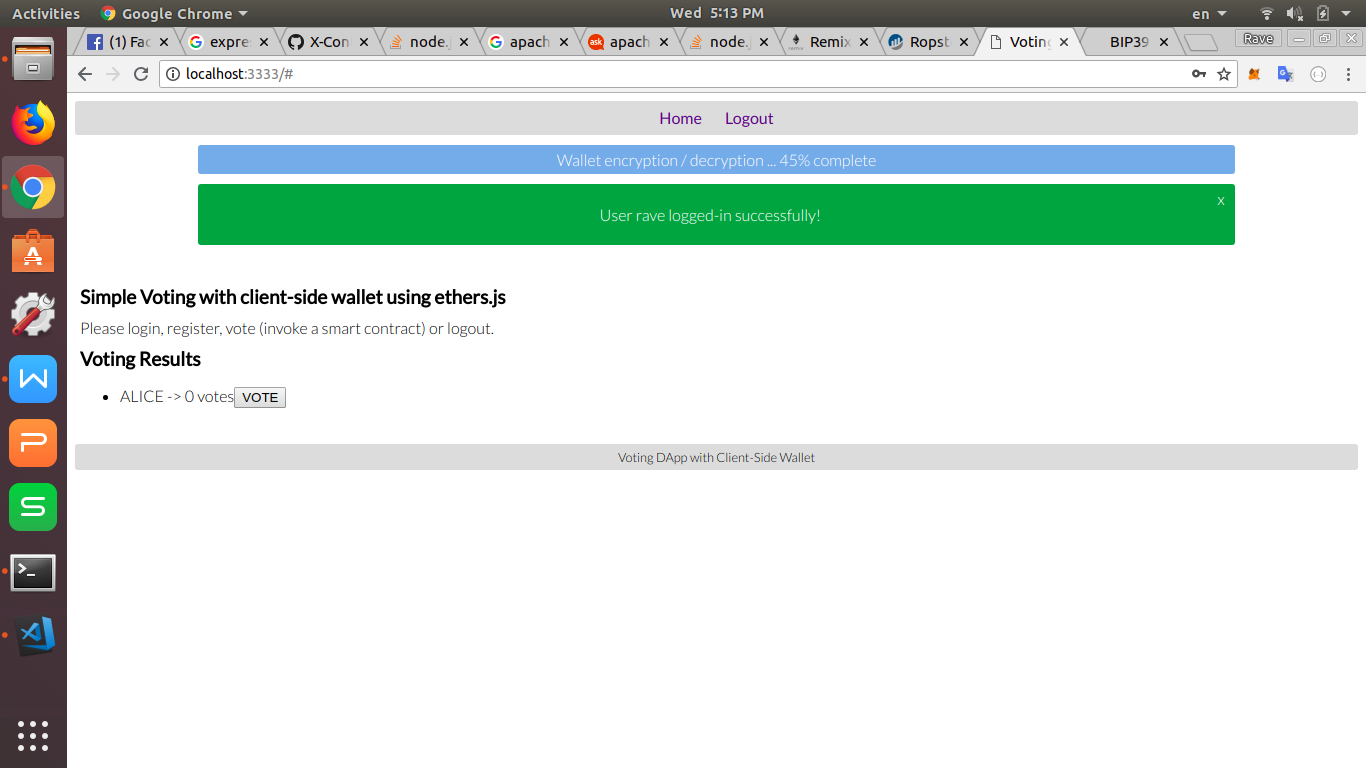 Activities Google Chrome Wed 5:13 PM en
(1) Fac expre X-Con node.j apach apach node.j Remix Ropst Voting BIP39 Rave
localhost:3333/#
Home Logout
Wallet encryption / decryption ... 45% complete
x
User rave logged-in successfully!
Simple Voting with client-side wallet using ethers.js
Please login, register, vote (invoke a smart contract) or logout.
Voting Results
• ALICE -> 0 votes VOTE
Voting DApp with Client-Side Wallet